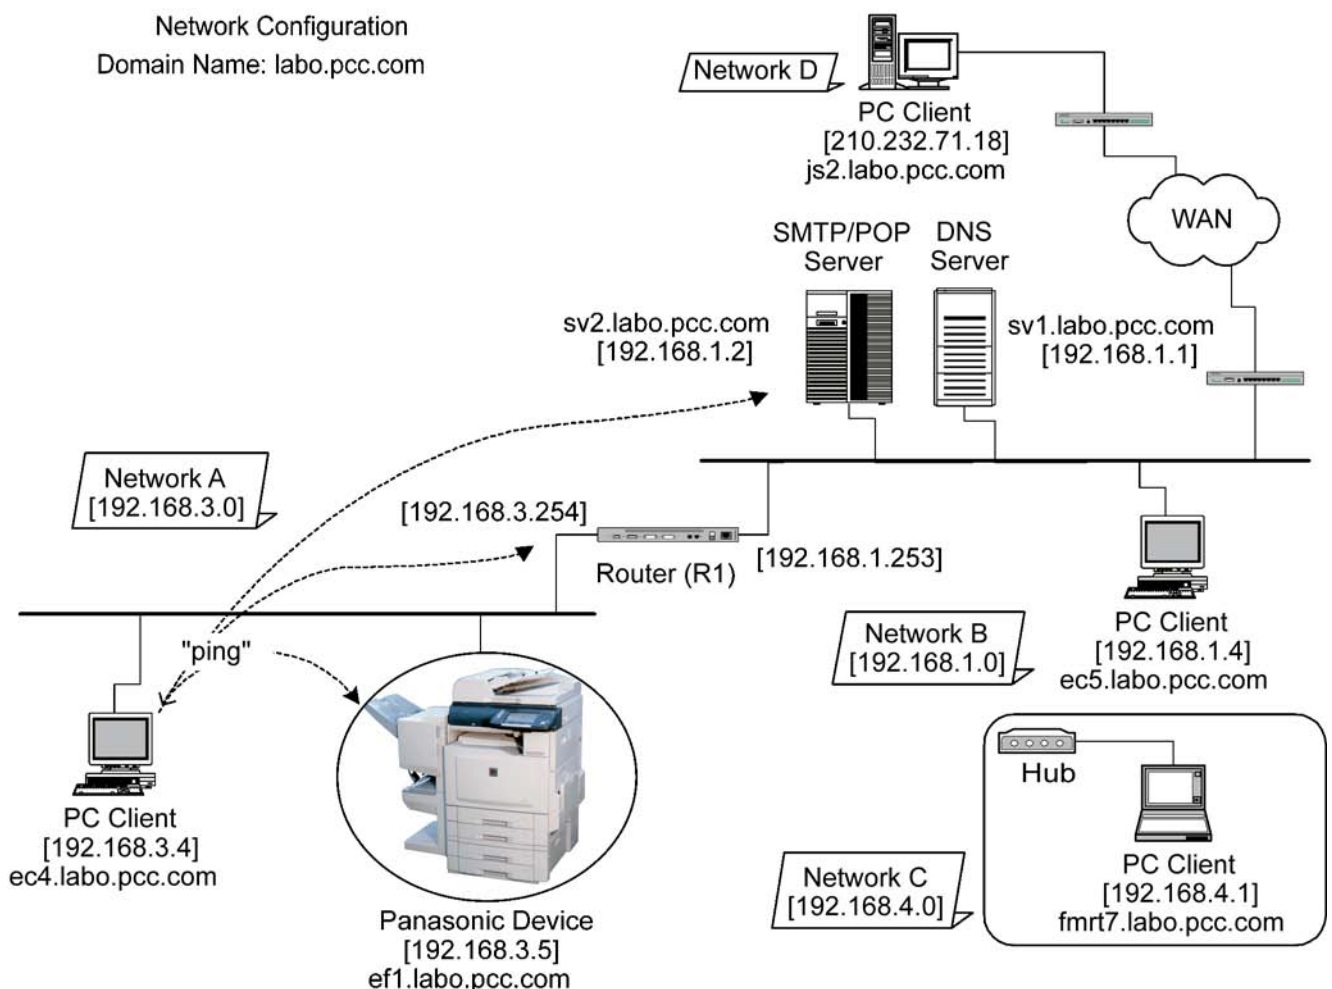 Network Configuration
Domain Name: labo.pcc.com
Network D
PC Client
[210.232.71.18]
js2.labo.pcc.com
WAN
SMTP/POP
Server
DNS
Server
sv2.labo.pcc.com
[192.168.1.2]
sv1.labo.pcc.com
[192.168.1.1]
Network A
[192.168.3.0]
[192.168.3.254]
Router (R1)
[192.168.1.253]
"ping"
Network B
[192.168.1.0]
PC Client
[192.168.1.4]
ec5.labo.pcc.com
PC Client
[192.168.3.4]
ec4.labo.pcc.com
Panasonic Device
[192.168.3.5]
ef1.labo.pcc.com
Hub
Network C
[192.168.4.0]
PC Client
[192.168.4.1]
fmrt7.labo.pcc.com